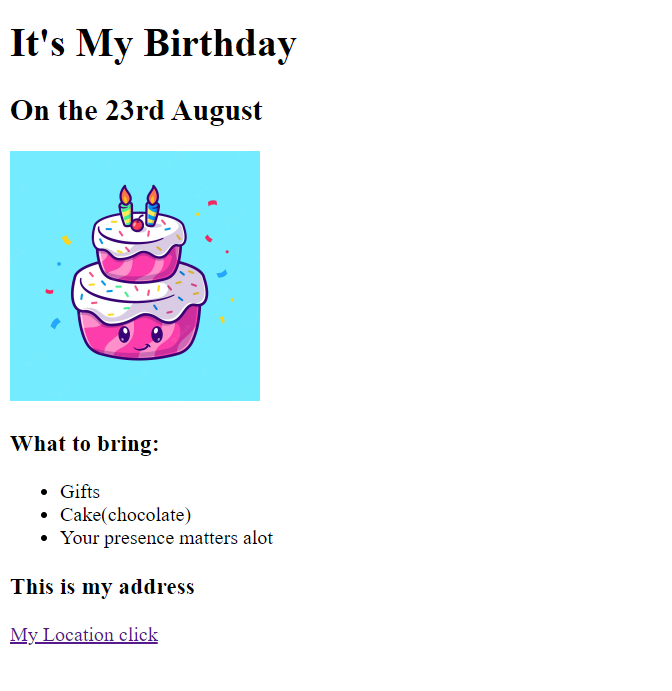 It's My Birthday
On the 23rd August
What to bring:
Gifts
Cake(chocolate)
Your presence matters alot
This is my address
My Location click